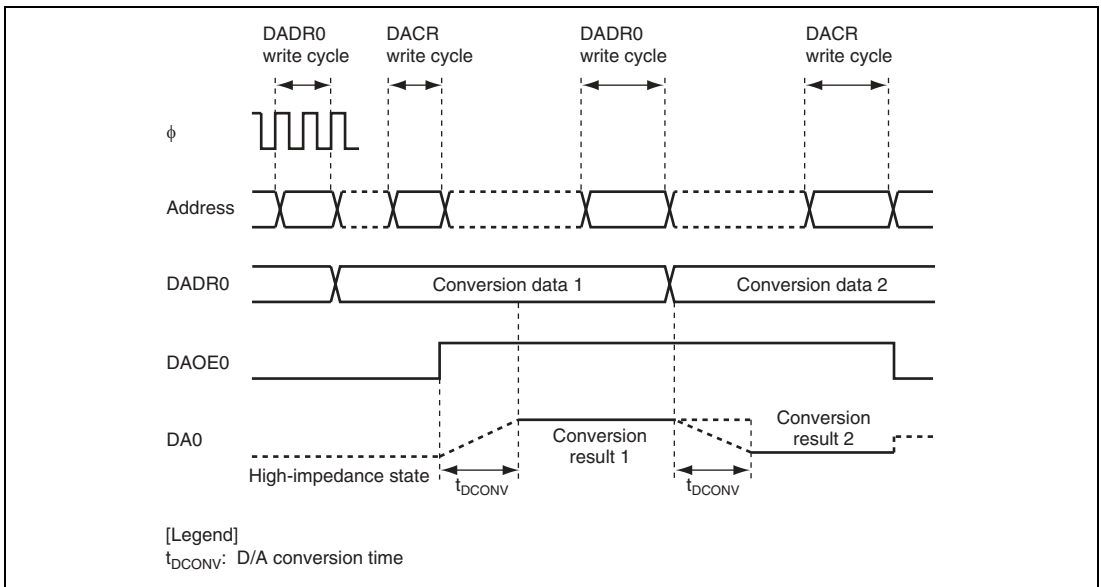 DADR0 write cycle
DACR write cycle
DADR0 write cycle
DACR write cycle
ϕ
Address
DADR0
Conversion data 1
Conversion data 2
DAOE0
DA0
Conversion result 1
Conversion result 2
High-impedance state
tDCONV
tDCONV
[Legend]
tDCONV: D/A conversion time